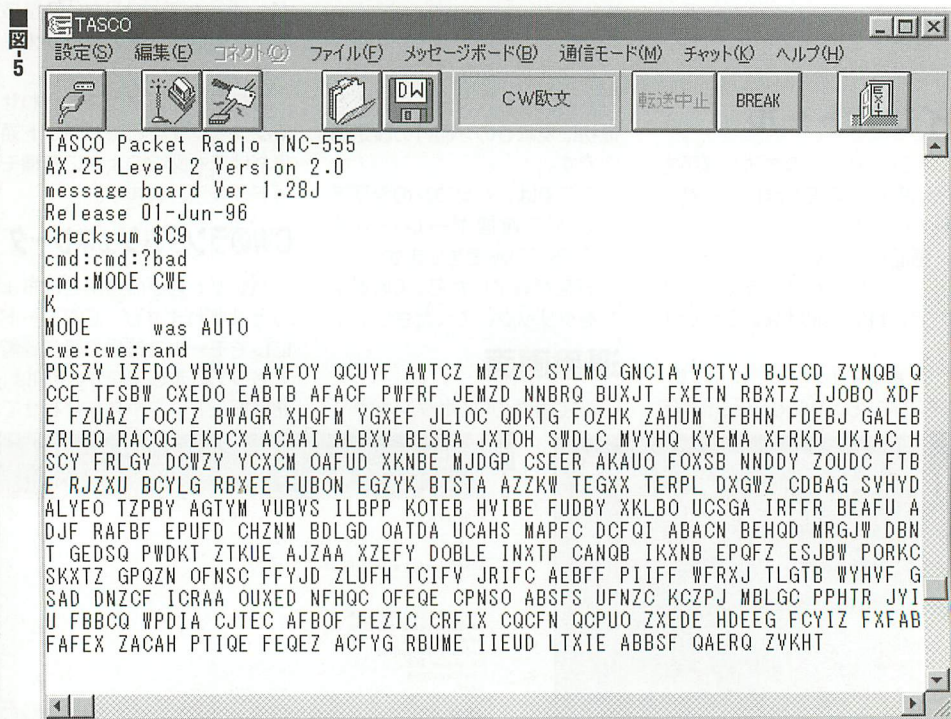 図-5
TASCO
設定(S) 編集(E) コネクト(C) ファイル(F) メッセージボード(B) 通信モード(M) チャット(K) ヘルプ(H)
DW CW欧文 転送中止 BREAK EXIT
TASCO Packet Radio TNC-555
AX.25 Level 2 Version 2.0
message board Ver 1.28J
Release 01-Jun-96
Checksum $C9
cmd:cmd:?bad
cmd:MODE CWE
K
MODE was AUTO
cwe:cwe:rand
PDSZV IZFDO VBVVD AVFOY QCUYF AWTCZ MZFZC SYLMQ GNCIA VCTYJ BJECD ZYNQB Q
CCE TFSBW CXEDO EABTB AFACF PWFRF JEMZD NNBRQ BUXJT FXETN RBXTZ IJOBO XDF
E FZUAZ FOCTZ BWAGR XHQFM YGXEF JLIOC QDKTG FOZHK ZAHUM IFBHN FDEBJ GALEB
ZRLBQ RACQG EKPCX ACAAI ALBXV BESBA JXTOH SWDLC MVYHQ KYEMA XFRKD UKIAC H
SCY FRLGV DCWZY YCXCM OAFUD XKNBE MJDGP CSEER AKAUO FOXSB NNDDY ZOUDC FTB
E RJZXU BCYLG RBXEE FUBON EGZYK BTSTA AZZKW TEGXX TERPL DXGWZ CDBAG SVHYD
ALYEO TZPBY AGTYM VUBVS ILBPP KOTEB HVIBE FUDBY XKLBO UCSGA IRFFR BEAFU A
DJF RAFBF EPUFD CHZNM BDLGD OATDA UCAHS MAPFC DCFQI ABACN BEHQD MRGJW DBN
T GEDSQ PWDKT ZTKUE AJZAA XZEFY DOBLE INXTP CANQB IKXNB EPQFZ ESJBW PORKC
SKXTZ GPQZN OFNSC FFYJD ZLUFH TCIFV JRIFC AEBFF PIIFF WFRXJ TLGTB WYHVF G
SAD DNZCF ICRAA OUXED NFHQC OFEQE CPNSO ABSFS UFNZC KCZPJ MBLGC PPHTR JYI
U FBBCQ WPDIA CJTEC AFBOF FEZIC CRFIX CQCFN QCPUO ZXEDE HDEEG FCYIZ FXFAB
FAFEX ZACAH PTIQE FEQEZ ACFYG RBUME IIEUD LTXIE ABBSF QAERQ ZVKHT